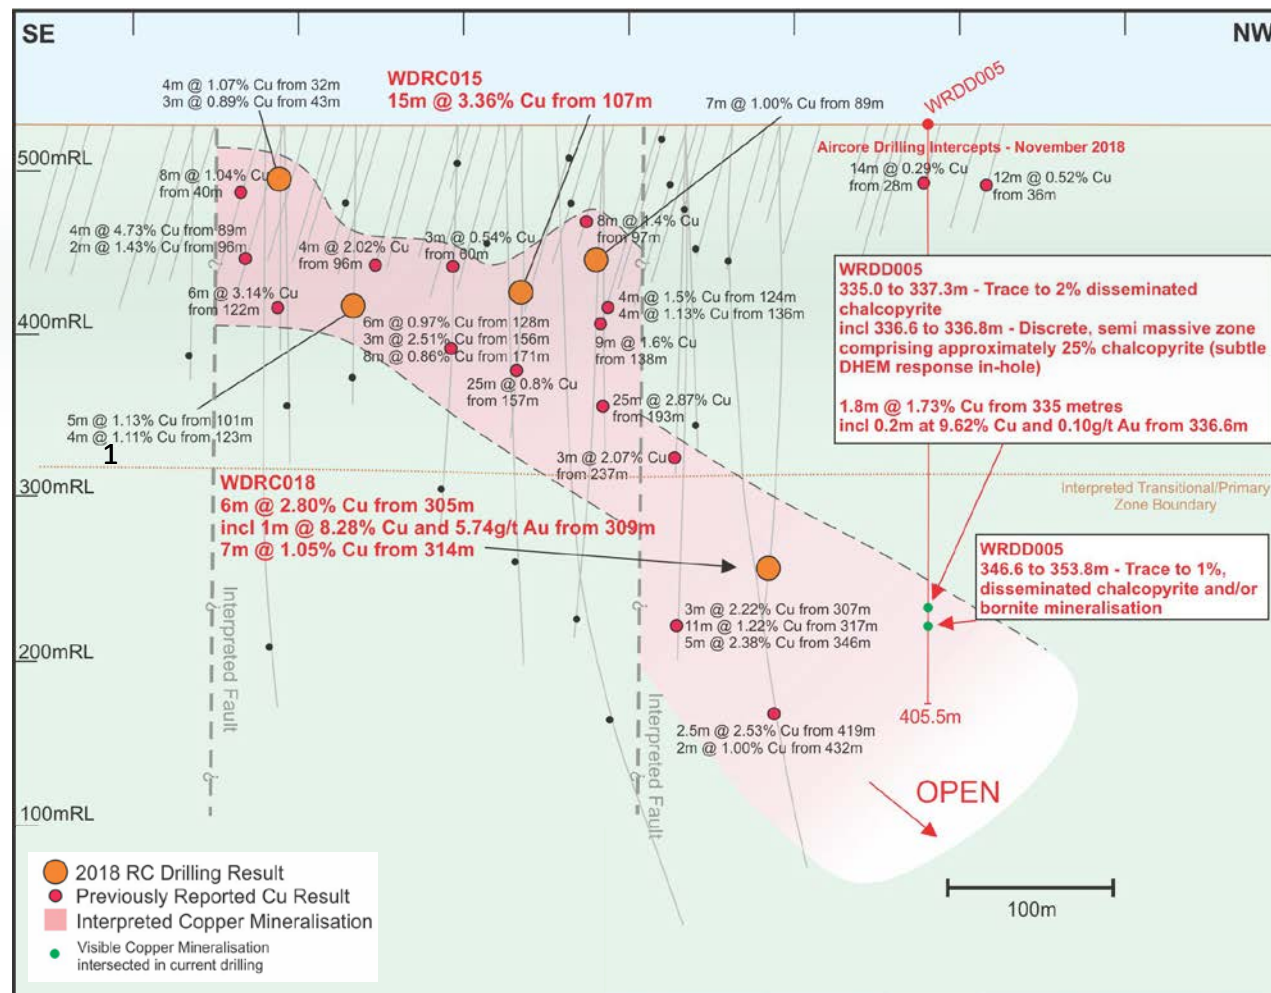 SE
NW
4m @ 1.07% Cu from 32m
3m @ 0.89% Cu from 43m
WDRC015
15m @ 3.36% Cu from 107m
7m @ 1.00% Cu from 89m
WRDD005
Aircore Drilling Intercepts - November 2018
14m @ 0.29% Cu
from 28m
12m @ 0.52% Cu
from 36m
500mRL
8m @ 1.04% Cu
from 40m
4m @ 4.73% Cu from 89m
2m @ 1.43% Cu from 96m
4m @ 2.02% Cu
from 96m
3m @ 0.54% Cu
from 60m
8m @ 1.4% Cu
from 97m
6m @ 3.14% Cu
from 122m
4m @ 1.5% Cu from 124m
4m @ 1.13% Cu from 136m
400mRL
6m @ 0.97% Cu from 128m
3m @ 2.51% Cu from 156m
8m @ 0.86% Cu from 171m
9m @ 1.6% Cu
from 138m
25m @ 0.8% Cu
from 157m
25m @ 2.87% Cu
from 193m
WRDD005
335.0 to 337.3m - Trace to 2% disseminated
chalcopyrite
incl 336.6 to 336.8m - Discrete, semi massive zone
comprising approximately 25% chalcopyrite (subtle
DHEM response in-hole)
1.8m @ 1.73% Cu from 335 metres
incl 0.2m at 9.62% Cu and 0.10g/t Au from 336.6m
5m @ 1.13% Cu from 101m
4m @ 1.11% Cu from 123m
1
3m @ 2.07% Cu
from 237m
300mRL
Interpreted Transitional/Primary
Zone Boundary
WDRC018
6m @ 2.80% Cu from 305m
incl 1m @ 8.28% Cu and 5.74g/t Au from 309m
7m @ 1.05% Cu from 314m
WRDD005
346.6 to 353.8m - Trace to 1%,
disseminated chalcopyrite and/or
bornite mineralisation
3m @ 2.22% Cu from 307m
11m @ 1.22% Cu from 317m
5m @ 2.38% Cu from 346m
200mRL
Interpreted Fault
Interpreted Fault
405.5m
2.5m @ 2.53% Cu from 419m
2m @ 1.00% Cu from 432m
OPEN
100mRL
2018 RC Drilling Result
Previously Reported Cu Result
Interpreted Copper Mineralisation
Visible Copper Mineralisation
intersected in current drilling
100m